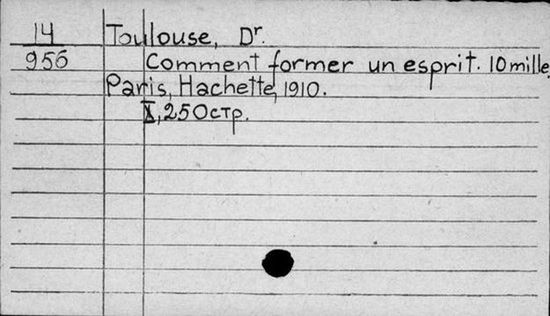 14 Toulouse, Dr.
956 Comment former un esprit. 10 mille
Paris, Hachette, 1910.
X, 250 стр.